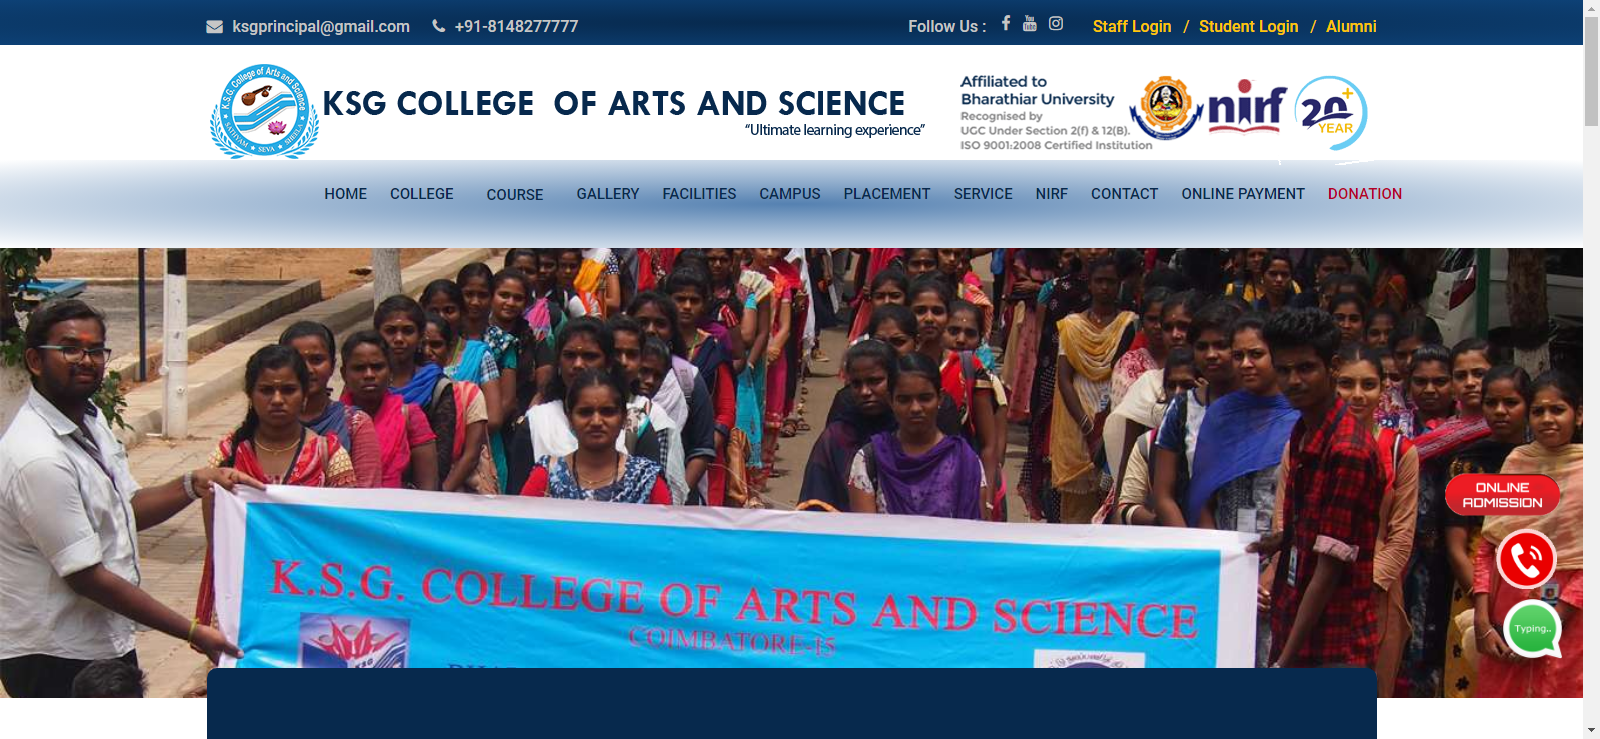 ksgprincipal@gmail.com +91-8148277777 Follow Us : Staff Login / Student Login / Alumni
K.S.G. College of Arts and Science
SATHYAM ★ SEVA ★ SHEELA
KSG COLLEGE OF ARTS AND SCIENCE
“Ultimate learning experience”
Affiliated to
Bharathiar University
Recognised by
UGC Under Section 2(f) & 12(B).
ISO 9001:2008 Certified Institution
nirf
20+
YEAR
HOME COLLEGE COURSE GALLERY FACILITIES CAMPUS PLACEMENT SERVICE NIRF CONTACT ONLINE PAYMENT DONATION
ONLINE
ADMISSION
Typing..
K.S.G. COLLEGE OF ARTS AND SCIENCE
COIMBATORE-15
KSG